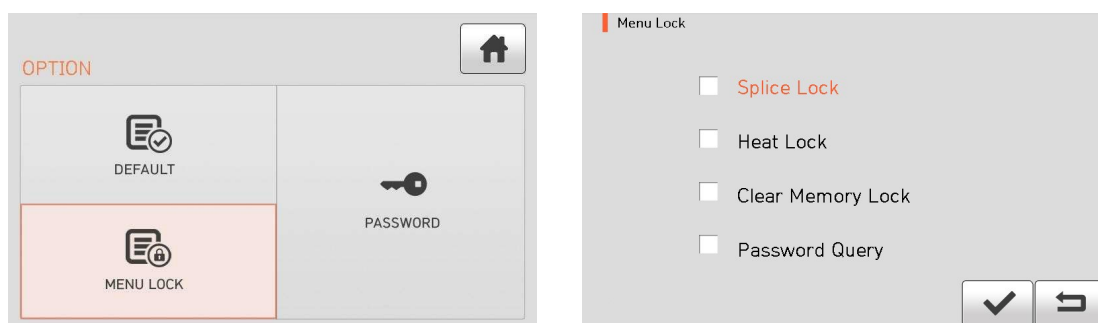 OPTION
DEFAULT
PASSWORD
MENU LOCK
Menu Lock
Splice Lock
Heat Lock
Clear Memory Lock
Password Query